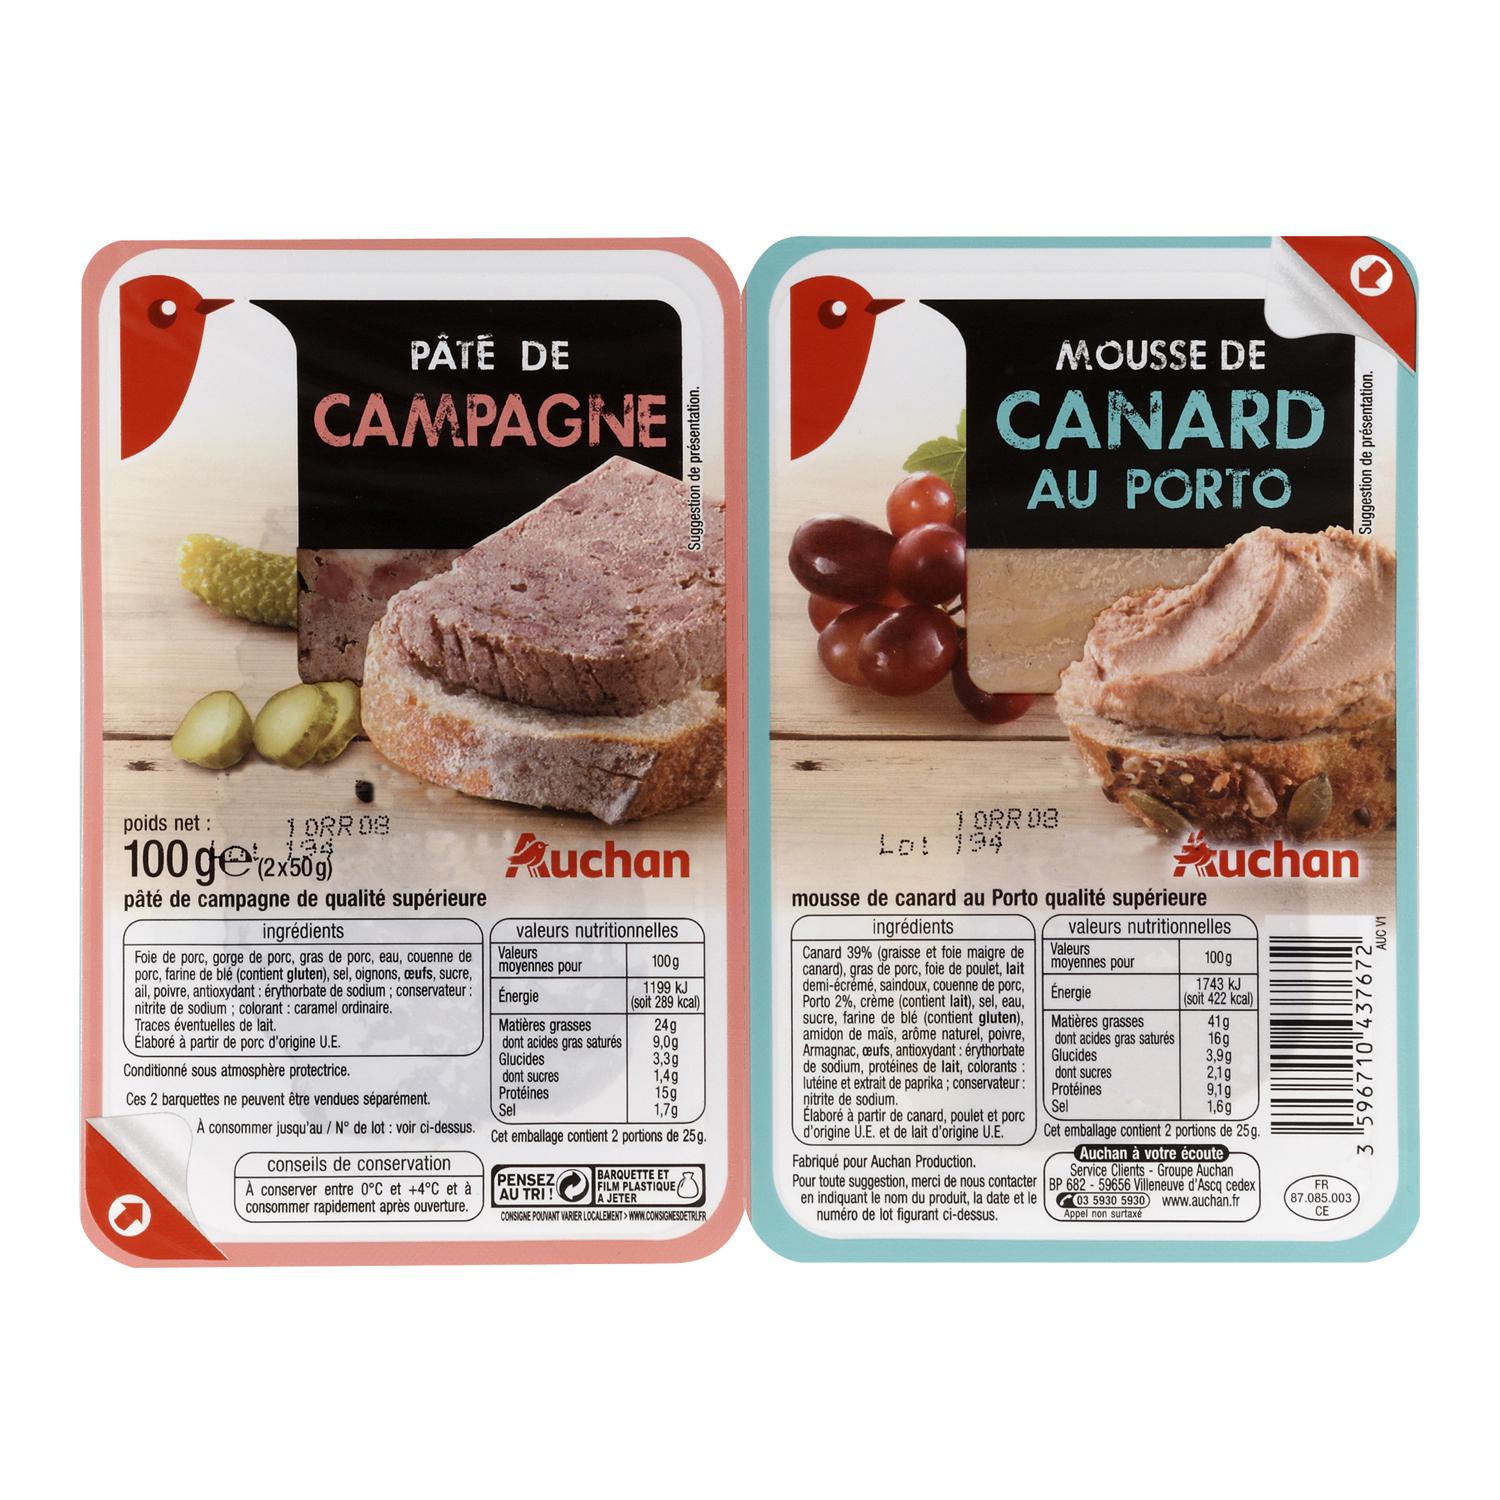 PÂTÉ DE
CAMPAGNE
Suggestion de présentation.
poids net :
10RR08
Lot 194
100 g e (2x50g)
Auchan
pâté de campagne de qualité supérieure
ingrédients
Foie de porc, gorge de porc, gras de porc, eau, couenne de
porc, farine de blé (contient gluten), sel, oignons, œufs, sucre,
ail, poivre, antioxydant : érythorbate de sodium ; conservateur :
nitrite de sodium ; colorant : caramel ordinaire.
Traces éventuelles de lait.
Élaboré à partir de porc d'origine U.E.
Conditionné sous atmosphère protectrice.
Ces 2 barquettes ne peuvent être vendues séparément.
À consommer jusqu'au / N° de lot : voir ci-dessus.
conseils de conservation
À conserver entre 0°C et +4°C et à
consommer rapidement après ouverture.
valeurs nutritionnelles
Valeurs
moyennes pour 100g
Énergie 1199 kJ
(soit 289 kcal)
Matières grasses 24g
dont acides gras saturés 9,0g
Glucides 3,3g
dont sucres 1,4g
Protéines 15g
Sel 1,7g
Cet emballage contient 2 portions de 25g.
PENSEZ
AU TRI !
BARQUETTE ET
FILM PLASTIQUE
A JETER
CONSIGNE POUVANT VARIER LOCALEMENT > WWW.CONSIGNESDETRI.FR
MOUSSE DE
CANARD
AU PORTO
Suggestion de présentation.
10RR08
Lot 194
Auchan
mousse de canard au Porto qualité supérieure
ingrédients
Canard 39% (graisse et foie maigre de
canard), gras de porc, foie de poulet, lait
demi-écrémé, saindoux, couenne de porc,
Porto 2%, crème (contient lait), sel, eau,
sucre, farine de blé (contient gluten),
amidon de maïs, arôme naturel, poivre,
Armagnac, œufs, antioxydant : érythorbate
de sodium, protéines de lait, colorants :
lutéine et extrait de paprika ; conservateur :
nitrite de sodium.
Élaboré à partir de canard, poulet et porc
d'origine U.E. et de lait d'origine U.E.
Fabriqué pour Auchan Production.
Pour toute suggestion, merci de nous contacter
en indiquant le nom du produit, la date et le
numéro de lot figurant ci-dessus.
valeurs nutritionnelles
Valeurs
moyennes pour 100g
Énergie 1743 kJ
(soit 422 kcal)
Matières grasses 41g
dont acides gras saturés 16g
Glucides 3,9g
dont sucres 2,1g
Protéines 9,1g
Sel 1,6g
Cet emballage contient 2 portions de 25g.
Auchan à votre écoute
Service Clients - Groupe Auchan
BP 682 - 59656 Villeneuve d'Ascq cedex
03 5930 5930 www.auchan.fr
Appel non surtaxé
AUC V1
3 596710 437672
FR
87.085.003
CE